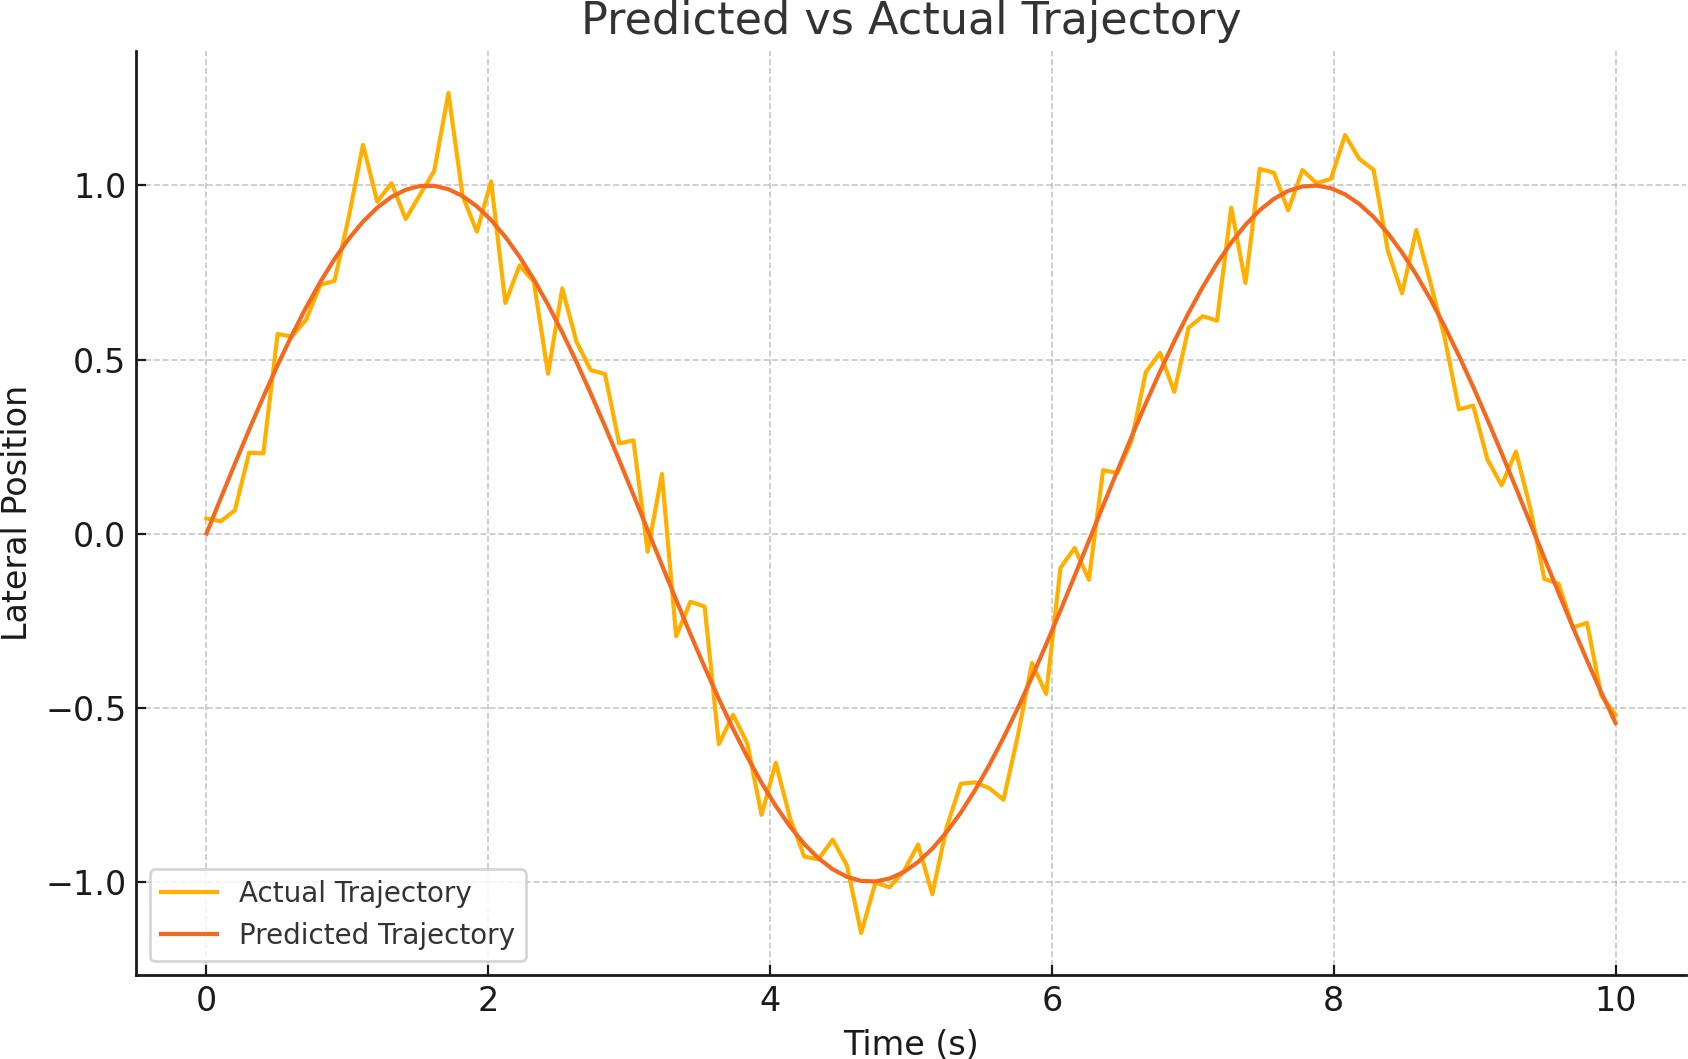 Predicted vs Actual Trajectory
Lateral Position
1.0
0.5
0.0
−0.5
−1.0
Actual Trajectory
Predicted Trajectory
0 2 4 6 8 10
Time (s)